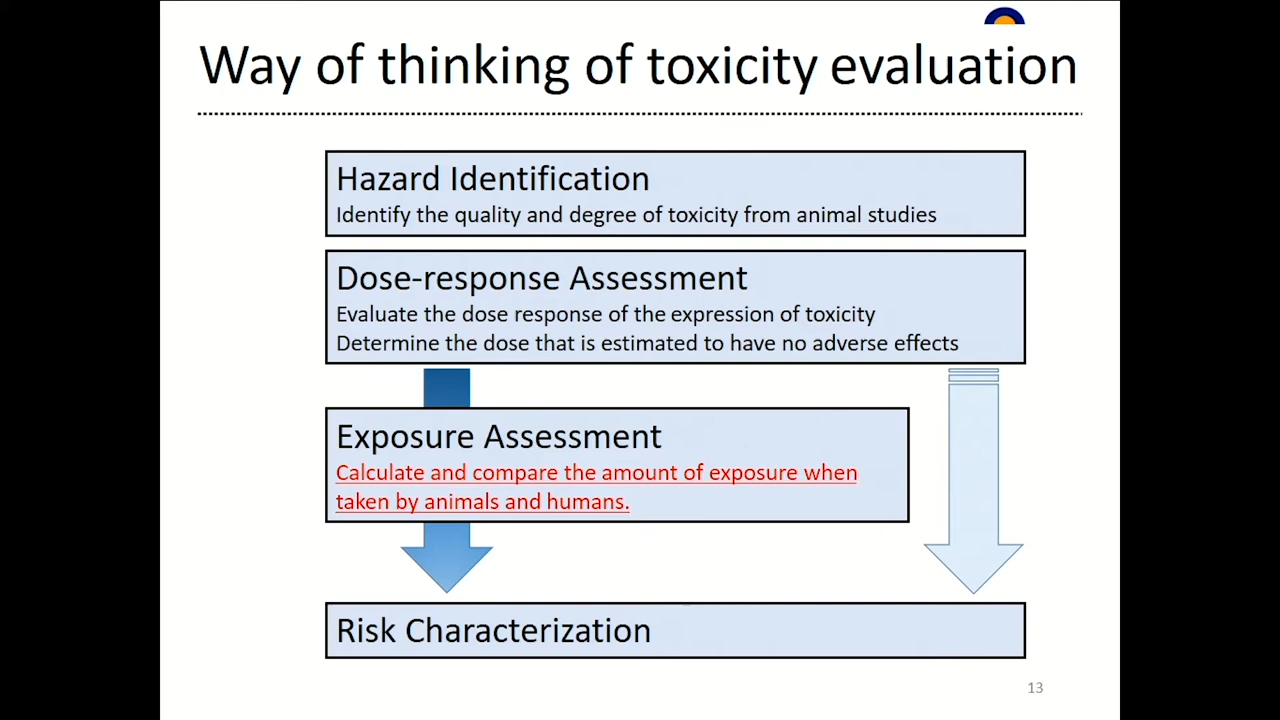 Way of thinking of toxicity evaluation
Hazard Identification
Identify the quality and degree of toxicity from animal studies
Dose-response Assessment
Evaluate the dose response of the expression of toxicity
Determine the dose that is estimated to have no adverse effects
Exposure Assessment
Calculate and compare the amount of exposure when
taken by animals and humans.
Risk Characterization
13